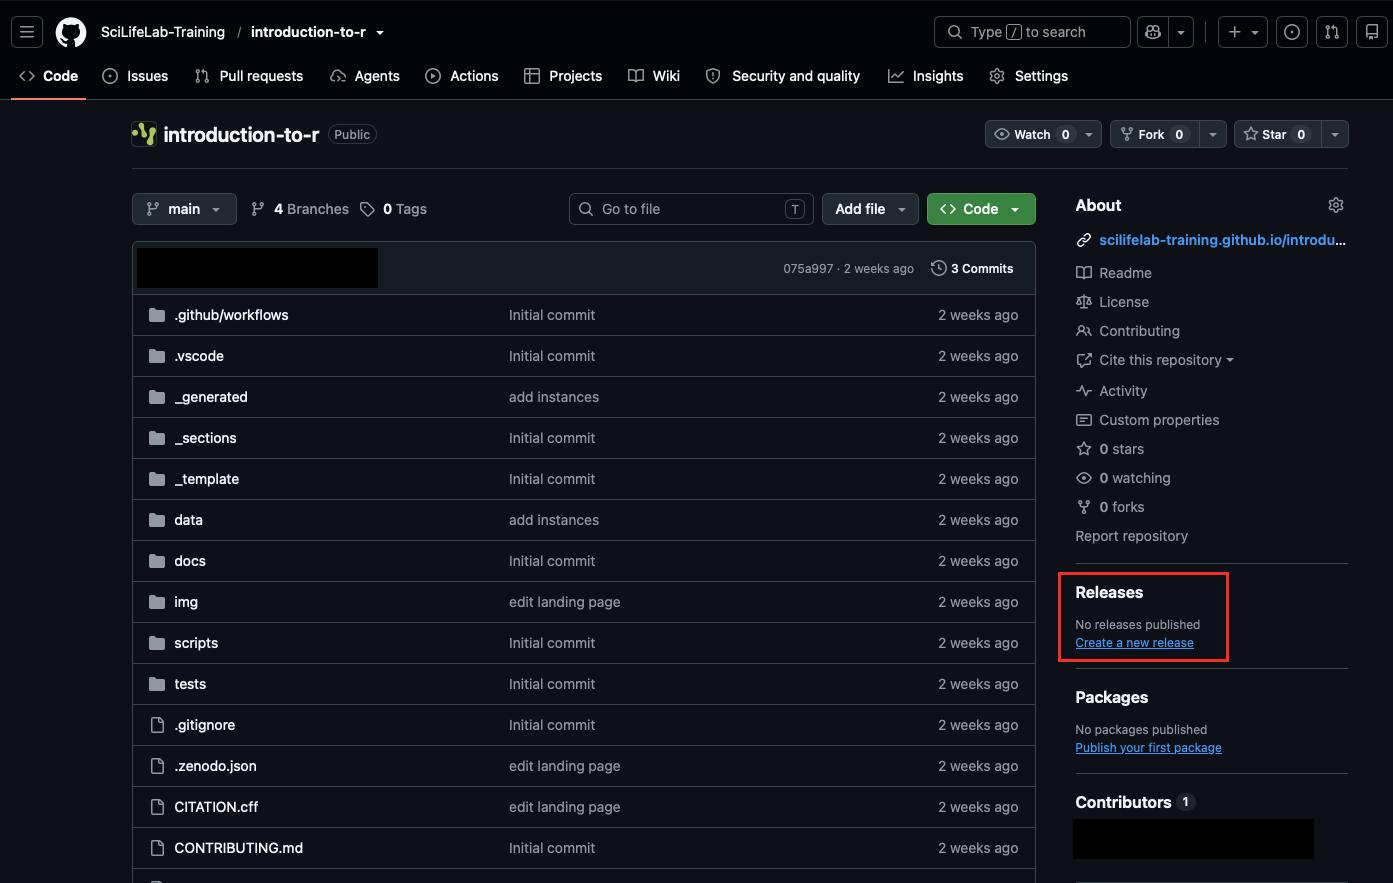 SciLifeLab-Training / introduction-to-r
Type / to search
Code Issues Pull requests Agents Actions Projects Wiki Security and quality Insights Settings
introduction-to-r Public
Watch 0 Fork 0 Star 0
main 4 Branches 0 Tags Go to file T Add file Code
075a997 · 2 weeks ago 3 Commits
.github/workflows Initial commit 2 weeks ago
.vscode Initial commit 2 weeks ago
_generated add instances 2 weeks ago
_sections Initial commit 2 weeks ago
_template Initial commit 2 weeks ago
data add instances 2 weeks ago
docs Initial commit 2 weeks ago
img edit landing page 2 weeks ago
scripts Initial commit 2 weeks ago
tests Initial commit 2 weeks ago
.gitignore Initial commit 2 weeks ago
.zenodo.json edit landing page 2 weeks ago
CITATION.cff edit landing page 2 weeks ago
CONTRIBUTING.md Initial commit 2 weeks ago
About
scilifelab-training.github.io/introdu...
Readme
License
Contributing
Cite this repository
Activity
Custom properties
0 stars
0 watching
0 forks
Report repository
Releases
No releases published
Create a new release
Packages
No packages published
Publish your first package
Contributors 1